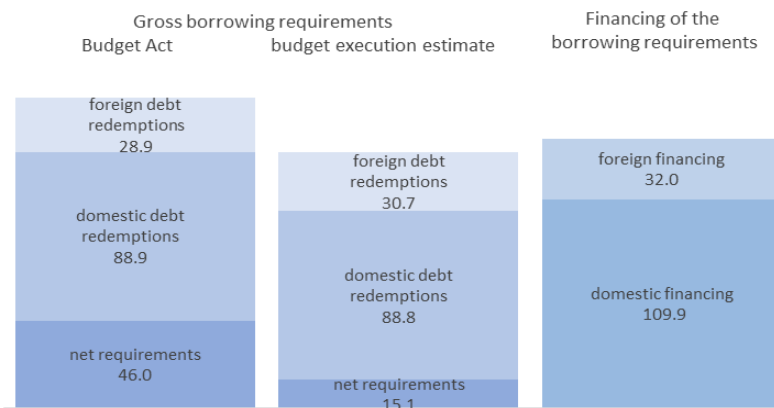 Gross borrowing requirements
Budget Act
budget execution estimate
Financing of the
borrowing requirements
foreign debt
redemptions
28.9
domestic debt
redemptions
88.9
net requirements
46.0
foreign debt
redemptions
30.7
domestic debt
redemptions
88.8
net requirements
15.1
foreign financing
32.0
domestic financing
109.9